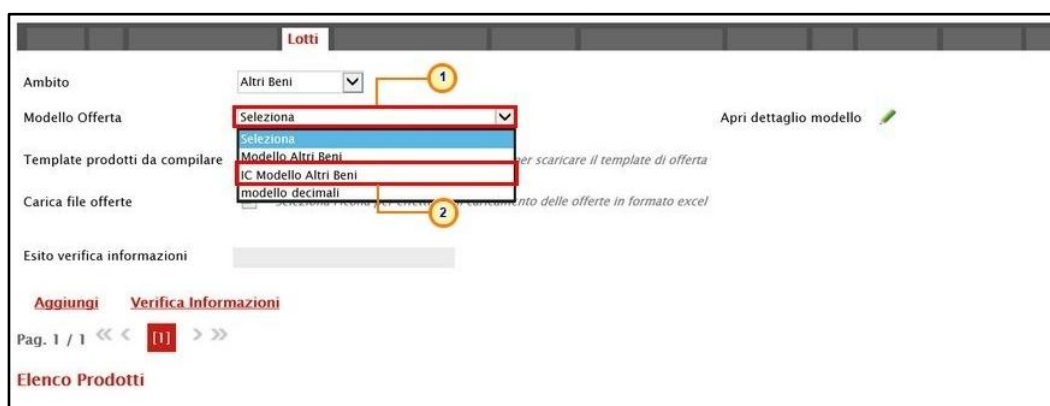 Lotti
Ambito
Altri Beni
1
Modello Offerta
Seleziona
Apri dettaglio modello
Seleziona
Template prodotti da compilare
Modello Altri Beni
per scaricare il template di offerta
IC Modello Altri Beni
modello decimali
Carica file offerte
caricamento delle offerte in formato excel
2
Esito verifica informazioni
Aggiungi Verifica Informazioni
Pag. 1 / 1 << < [1] > >>
Elenco Prodotti